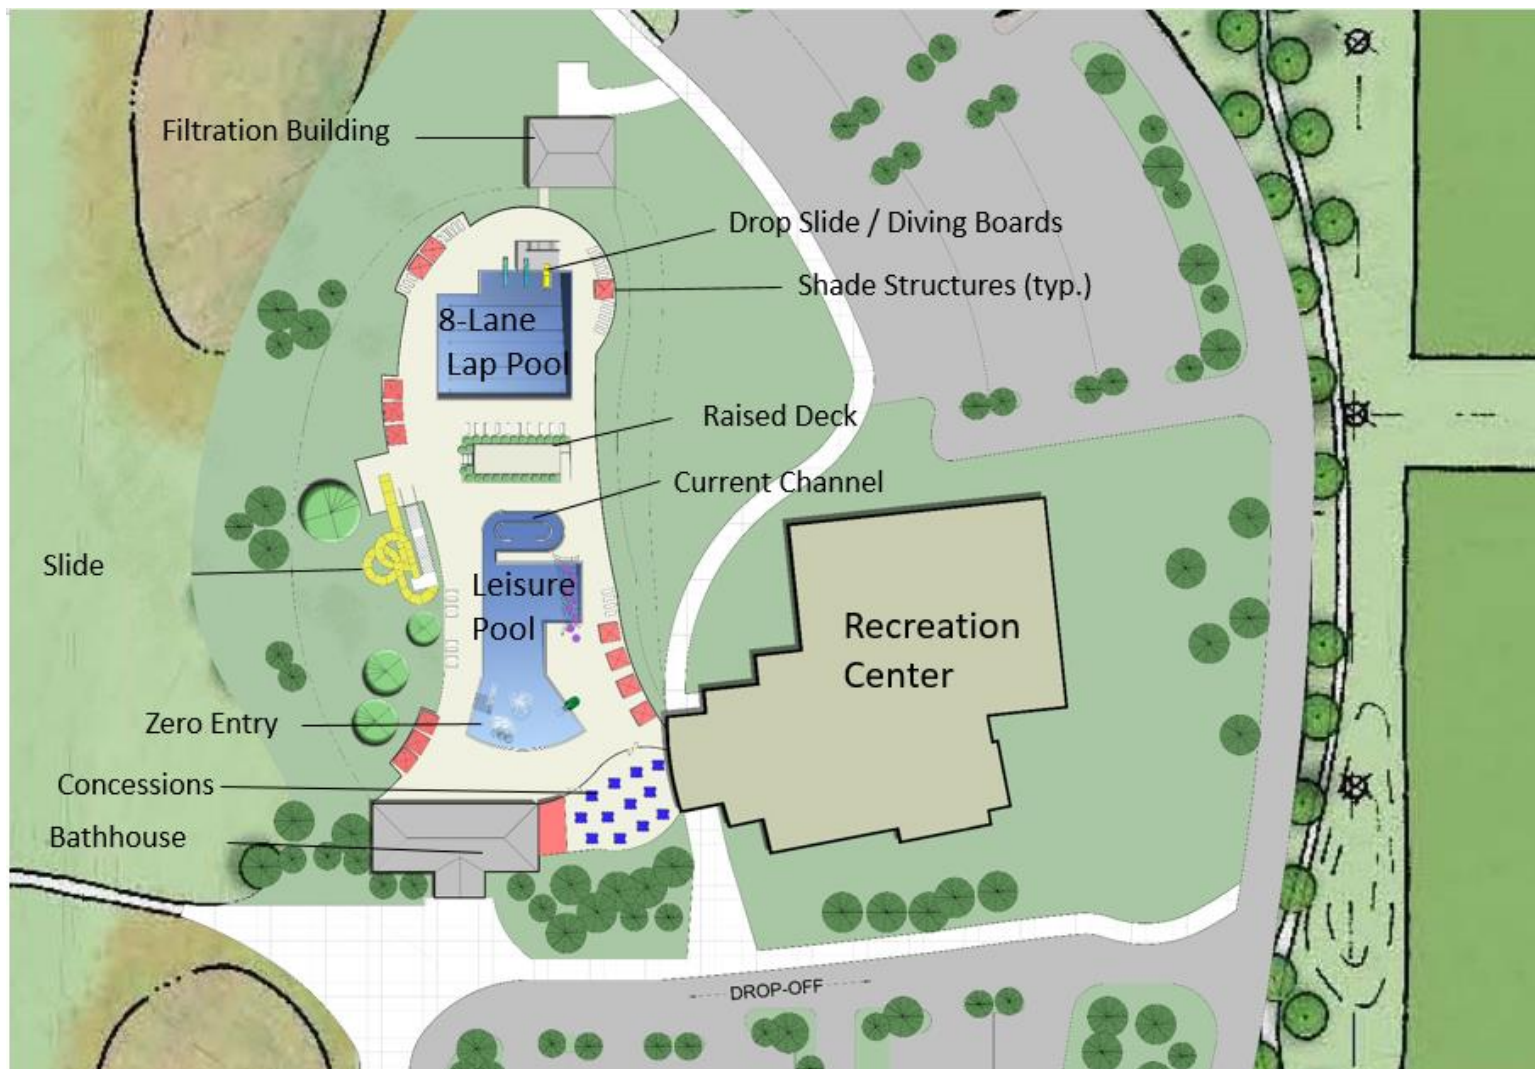 Filtration Building
Drop Slide / Diving Boards
Shade Structures (typ.)
8-Lane
Lap Pool
Raised Deck
Current Channel
Slide
Leisure
Pool
Recreation
Center
Zero Entry
Concessions
Bathhouse
DROP-OFF